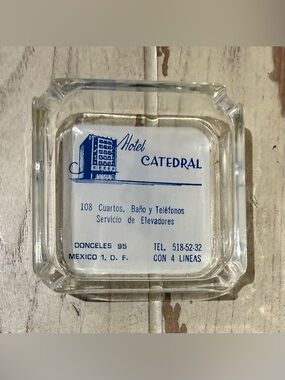 Hotel
CATEDRAL
108 Cuartos, Baño y Teléfonos
Servicio de Elevadores
DONCELES 95 TEL. 518-52-32
MEXICO 1, D. F. CON 4 LINEAS